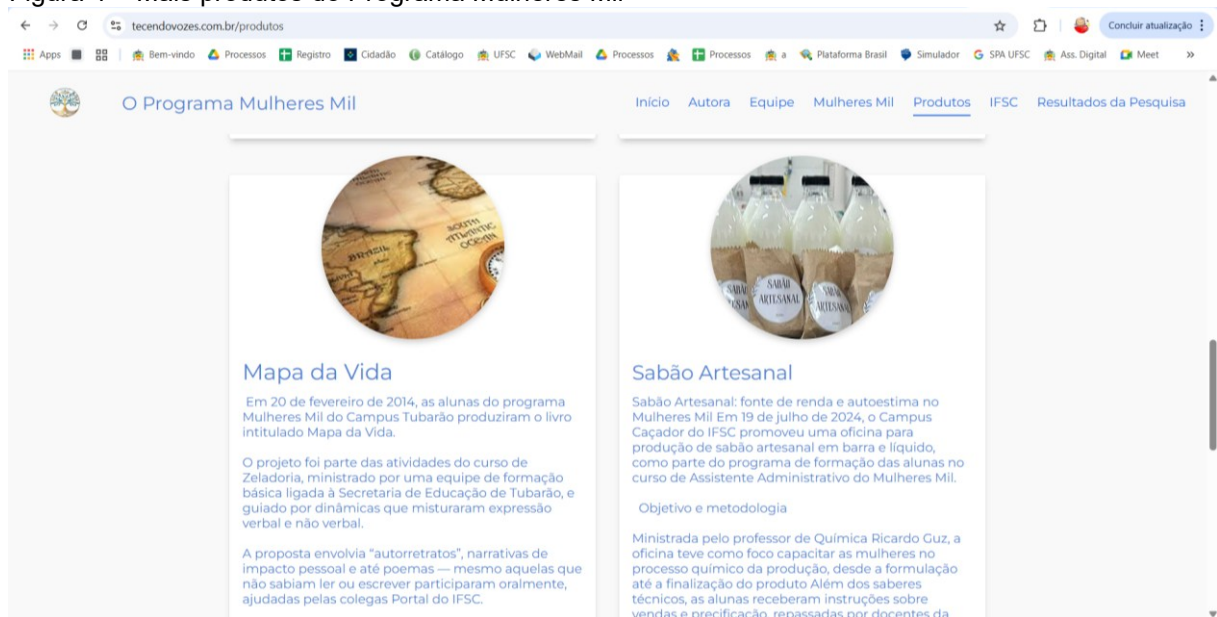 Figura 4 – Mais produtos do Programa Mulheres Mil
tecendovozes.com.br/produtos
Concluir atualização
Apps
Bem-vindo
Processos
Registro
Cidadão
Catálogo
UFSC
WebMail
Processos
Processos
a
Plataforma Brasil
Simulador
SPA UFSC
Ass. Digital
Meet
»
O Programa Mulheres Mil
Início
Autora
Equipe
Mulheres Mil
Produtos
IFSC
Resultados da Pesquisa
BRAZIL
SOUTH
ATLANTIC
OCEAN
Mapa da Vida
Em 20 de fevereiro de 2014, as alunas do programa
Mulheres Mil do Campus Tubarão produziram o livro
intitulado Mapa da Vida.
O projeto foi parte das atividades do curso de
Zeladoria, ministrado por uma equipe de formação
básica ligada à Secretaria de Educação de Tubarão, e
guiado por dinâmicas que misturaram expressão
verbal e não verbal.
A proposta envolvia “autorretratos”, narrativas de
impacto pessoal e até poemas — mesmo aquelas que
não sabiam ler ou escrever participaram oralmente,
ajudadas pelas colegas Portal do IFSC.
SABÃO
ARTESANAL
Sabão Artesanal
Sabão Artesanal: fonte de renda e autoestima no
Mulheres Mil Em 19 de julho de 2024, o Campus
Caçador do IFSC promoveu uma oficina para
produção de sabão artesanal em barra e líquido,
como parte do programa de formação das alunas no
curso de Assistente Administrativo do Mulheres Mil.
Objetivo e metodologia
Ministrada pelo professor de Química Ricardo Guz, a
oficina teve como foco capacitar as mulheres no
processo químico da produção, desde a formulação
até a finalização do produto Além dos saberes
técnicos, as alunas receberam instruções sobre
vendas e precificação, repassadas por docentes da